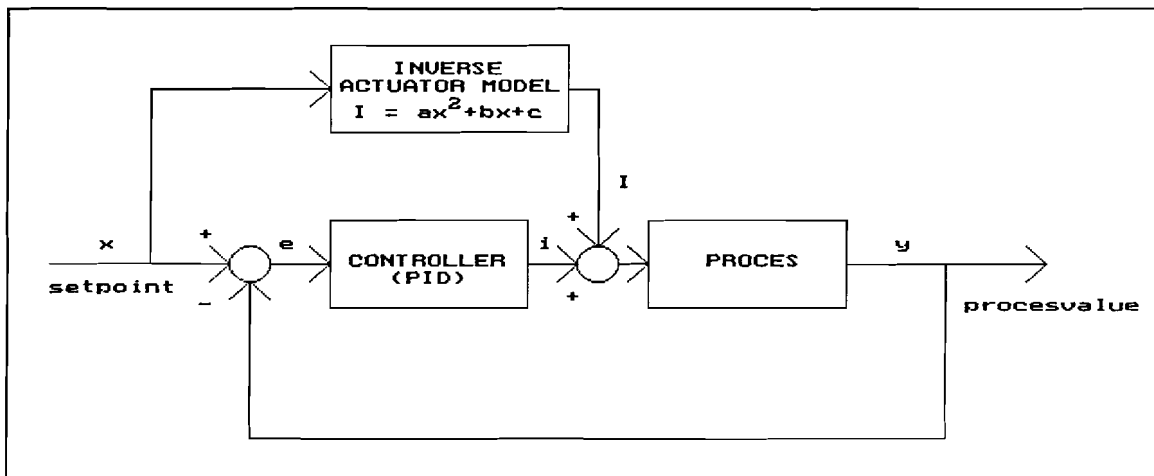 INVERSE
ACTUATOR MODEL
I = ax²+bx+c
I
x
+
e
i
+
y
setpoint
-
CONTROLLER
(PID)
+
PROCES
procesvalue